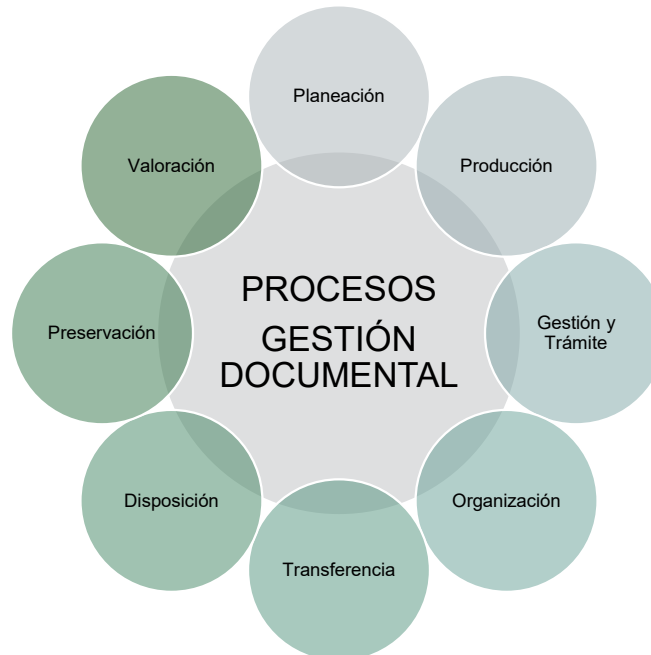 Planeación
Producción
Gestión y
Trámite
Organización
Transferencia
Disposición
Preservación
Valoración
PROCESOS
GESTIÓN
DOCUMENTAL